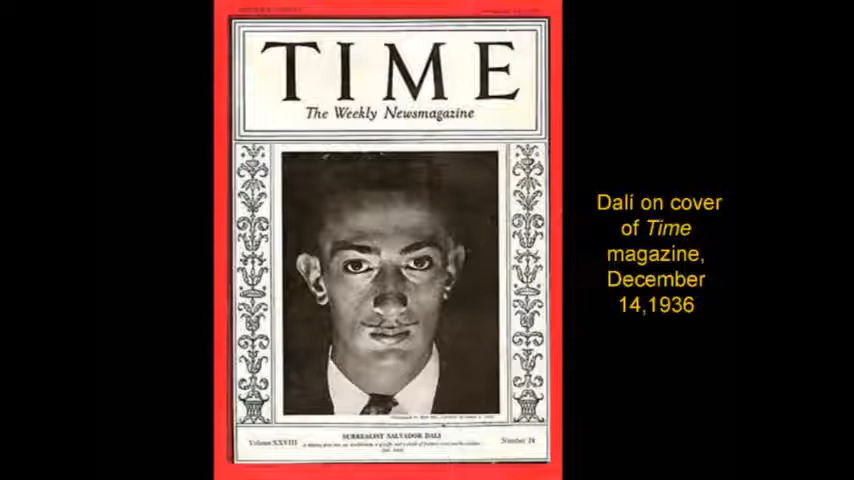 TIME
The Weekly Newsmagazine
Dalí on cover
of Time
magazine,
December
14,1936
SURREALIST SALVADOR DALI
Volume XXVIII
Number 24